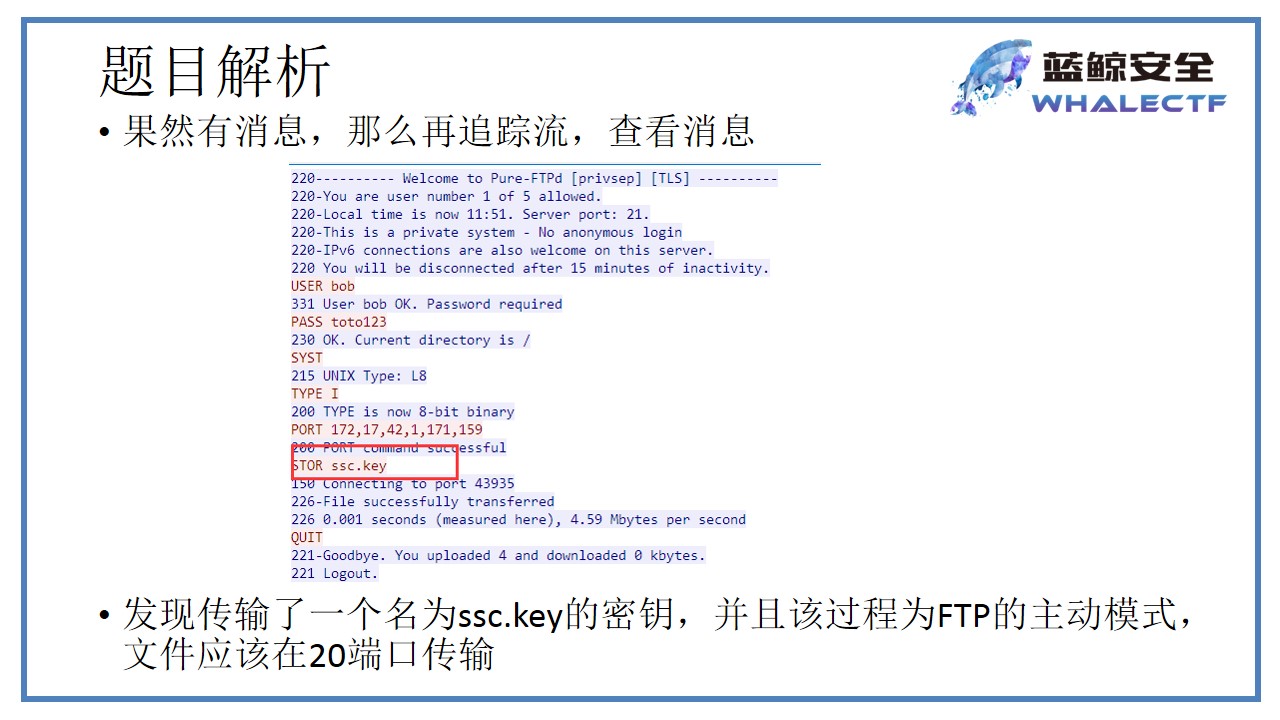 题目解析
蓝鲸安全
WHALECTF
• 果然有消息，那么再追踪流，查看消息
220---------- Welcome to Pure-FTPd [privsep] [TLS] ----------
220-You are user number 1 of 5 allowed.
220-Local time is now 11:51. Server port: 21.
220-This is a private system - No anonymous login
220-IPv6 connections are also welcome on this server.
220 You will be disconnected after 15 minutes of inactivity.
USER bob
331 User bob OK. Password required
PASS toto123
230 OK. Current directory is /
SYST
215 UNIX Type: L8
TYPE I
200 TYPE is now 8-bit binary
PORT 172,17,42,1,171,159
200 PORT command successful
STOR ssc.key
150 Connecting to port 43935
226-File successfully transferred
226 0.001 seconds (measured here), 4.59 Mbytes per second
QUIT
221-Goodbye. You uploaded 4 and downloaded 0 kbytes.
221 Logout.
• 发现传输了一个名为ssc.key的密钥，并且该过程为FTP的主动模式，
文件应该在20端口传输